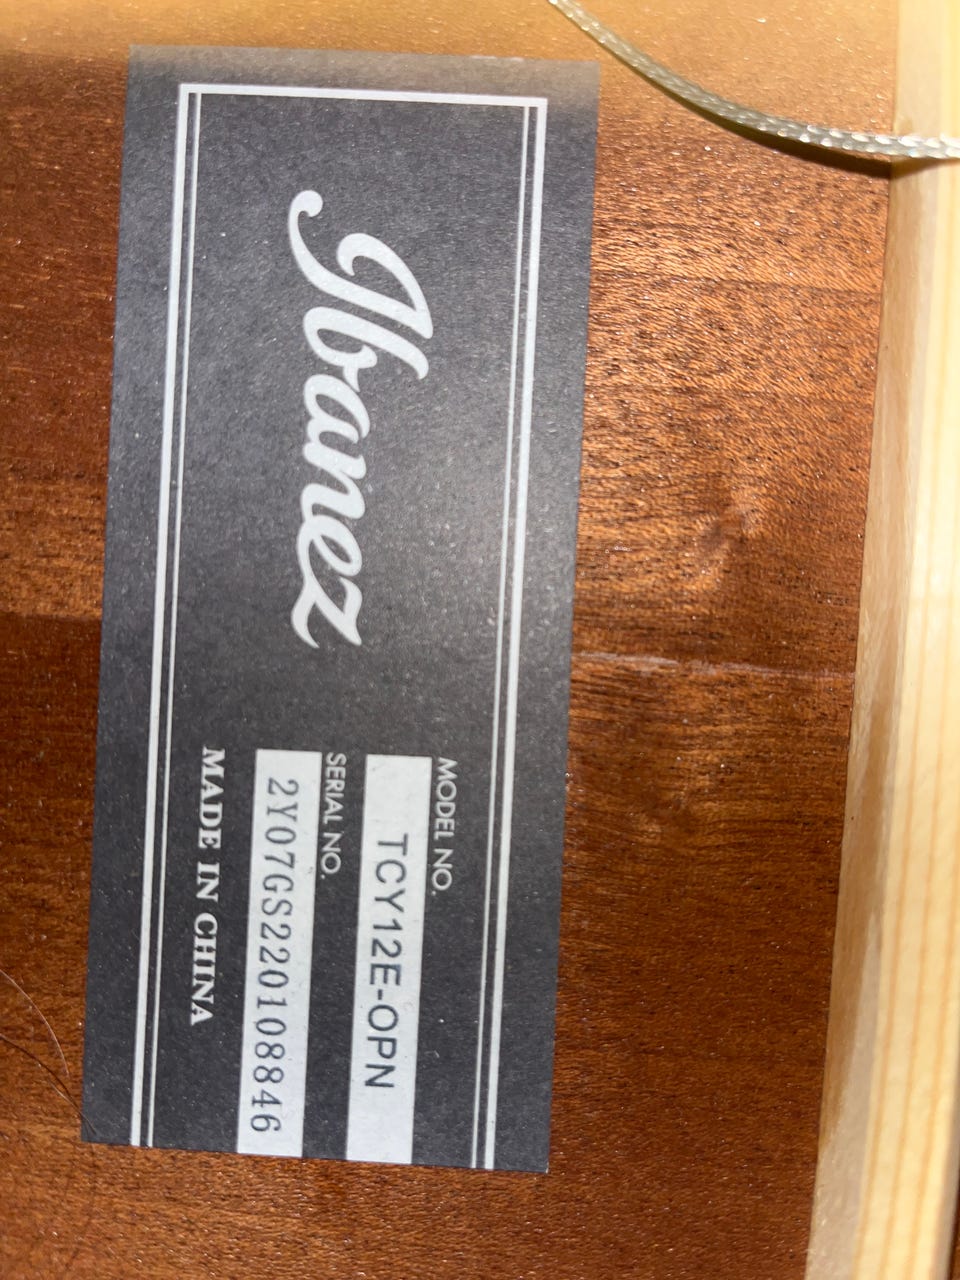 Ibanez
MODEL NO.
TCY12E-OPN
SERIAL NO.
2Y07GS220108846
MADE IN CHINA